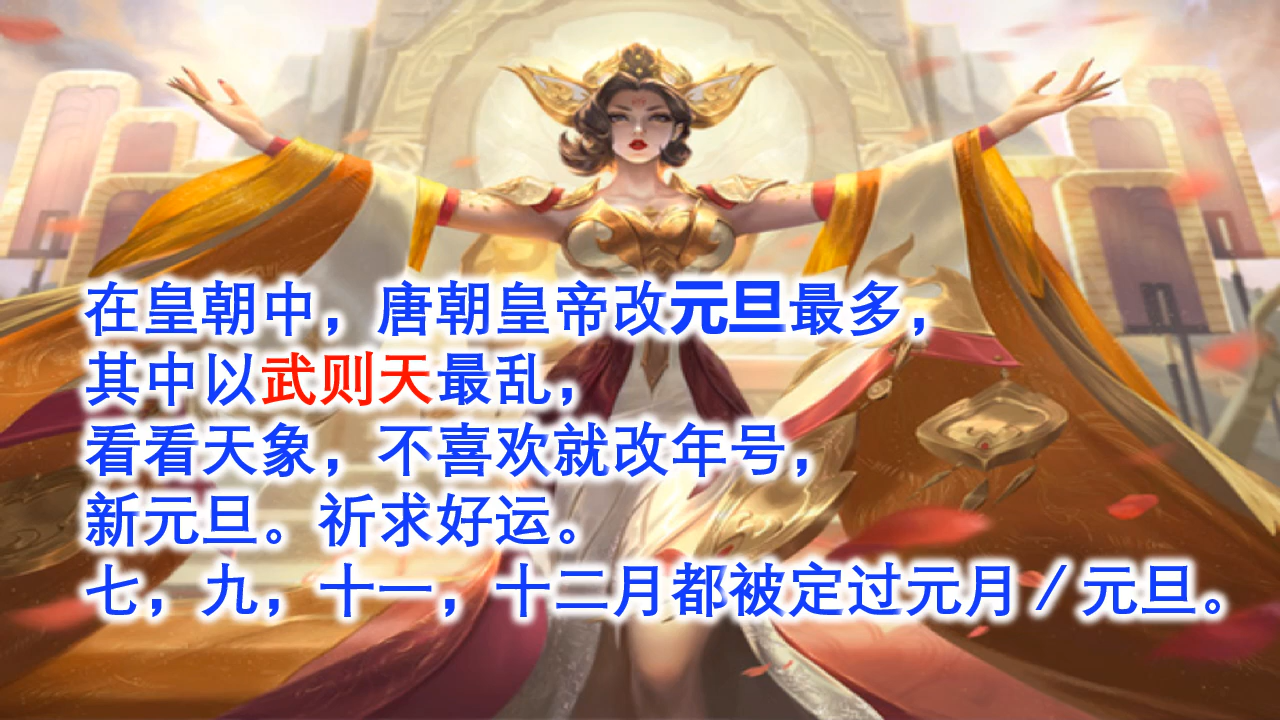 在皇朝中，唐朝皇帝改元旦最多，
其中以武则天最乱，
看看天象，不喜欢就改年号，
新元旦。祈求好运。
七，九，十一，十二月都被定过元月／元旦。